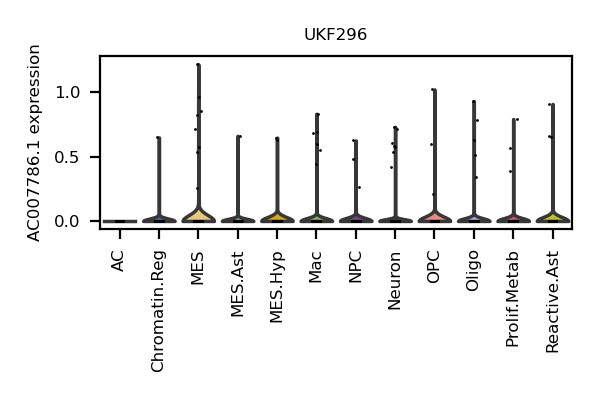 UKF296
AC007786.1 expression
1.0
0.5
0.0
AC
Chromatin.Reg
MES
MES.Ast
MES.Hyp
Mac
NPC
Neuron
OPC
Oligo
Prolif.Metab
Reactive.Ast